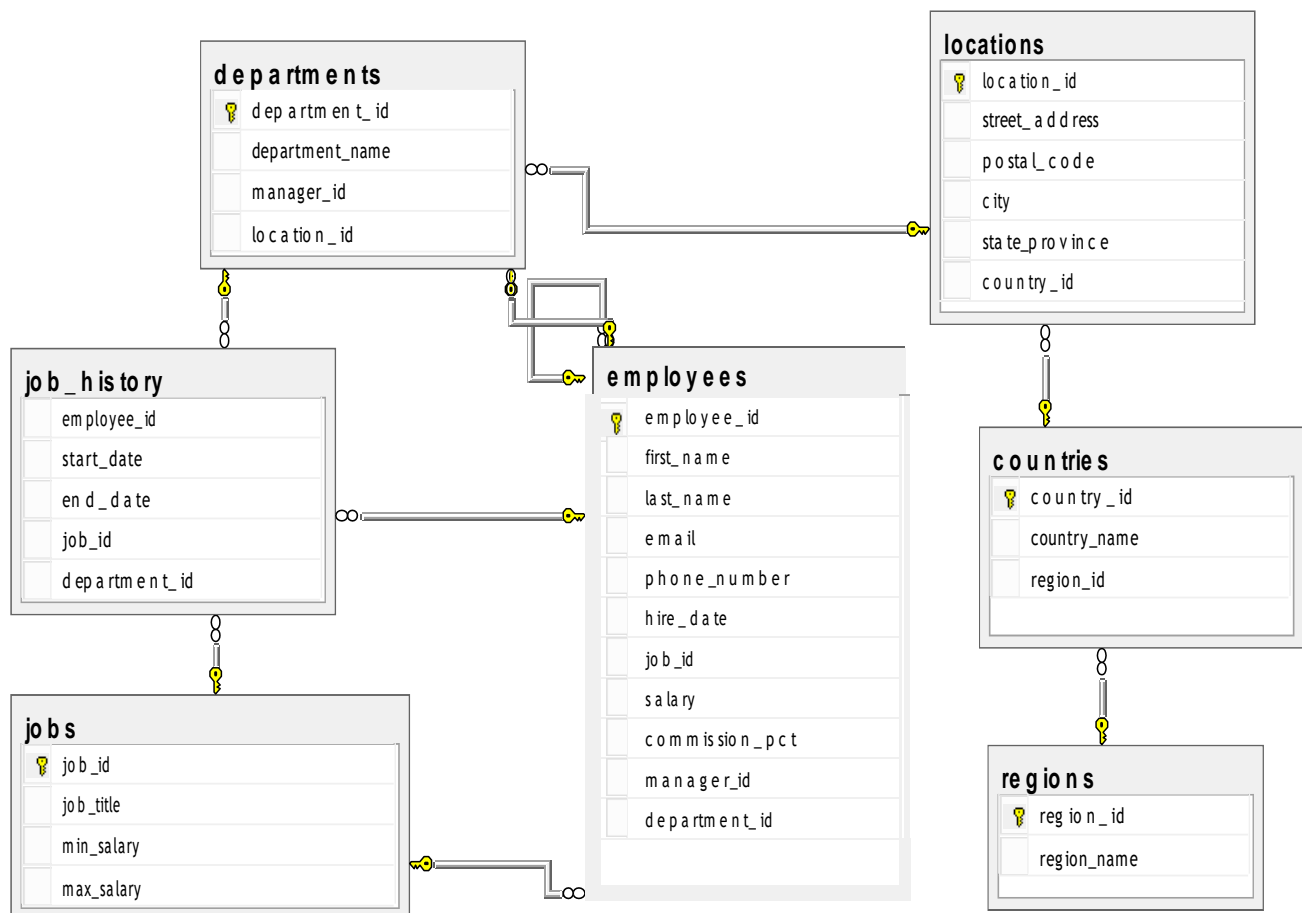 departments
department_id
department_name
manager_id
location_id
locations
location_id
street_address
postal_code
city
state_province
country_id
job_history
employee_id
start_date
end_date
job_id
department_id
employees
employee_id
first_name
last_name
email
phone_number
hire_date
job_id
salary
commission_pct
manager_id
department_id
countries
country_id
country_name
region_id
jobs
job_id
job_title
min_salary
max_salary
regions
region_id
region_name